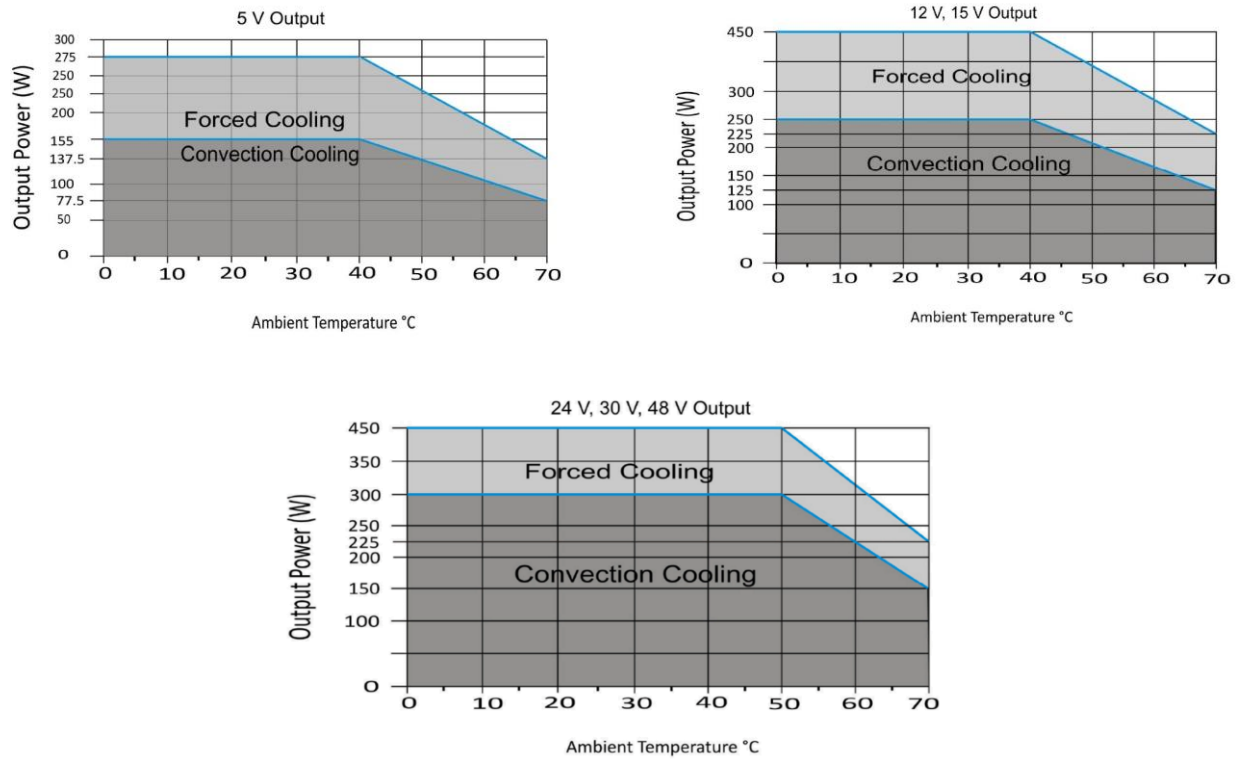 5 V Output
Output Power (W)
300
275
250
200
155
137.5
100
77.5
50
0
Forced Cooling
Convection Cooling
0 10 20 30 40 50 60 70
Ambient Temperature °C
12 V, 15 V Output
Output Power (W)
450
300
250
225
200
150
125
100
0
Forced Cooling
Convection Cooling
0 10 20 30 40 50 60 70
Ambient Temperature °C
24 V, 30 V, 48 V Output
Output Power (W)
450
350
300
250
225
200
150
100
0
Forced Cooling
Convection Cooling
0 10 20 30 40 50 60 70
Ambient Temperature °C